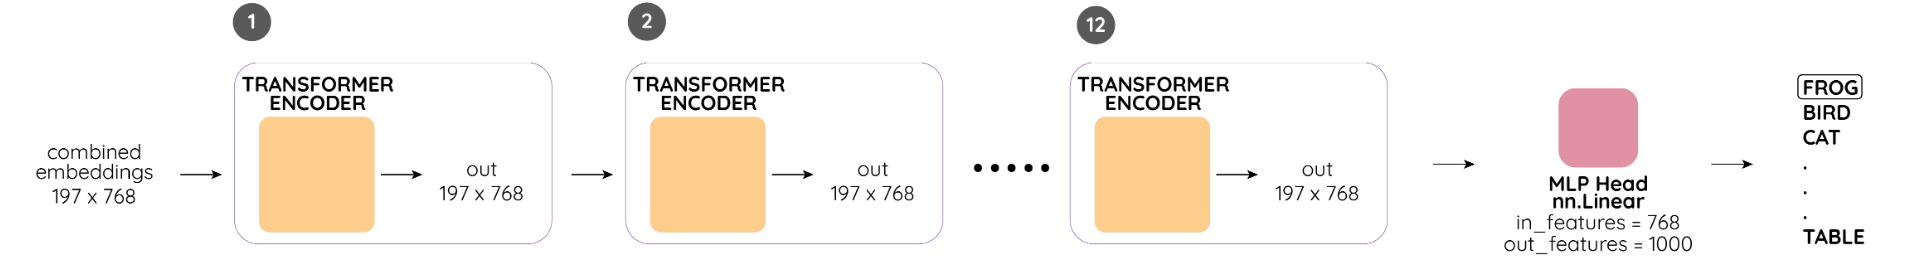 1
TRANSFORMER
ENCODER
combined
embeddings
197 x 768
out
197 x 768
2
TRANSFORMER
ENCODER
out
197 x 768
12
TRANSFORMER
ENCODER
out
197 x 768
MLP Head
nn.Linear
in_features = 768
out_features = 1000
FROG
BIRD
CAT
.
.
.
TABLE